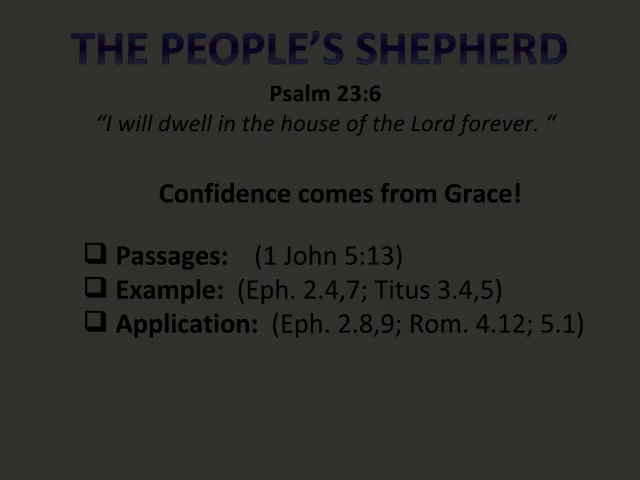 THE PEOPLE’S SHEPHERD
Psalm 23:6
“I will dwell in the house of the Lord forever. “
Confidence comes from Grace!
❑ Passages: (1 John 5:13)
❑ Example: (Eph. 2.4,7; Titus 3.4,5)
❑ Application: (Eph. 2.8,9; Rom. 4.12; 5.1)